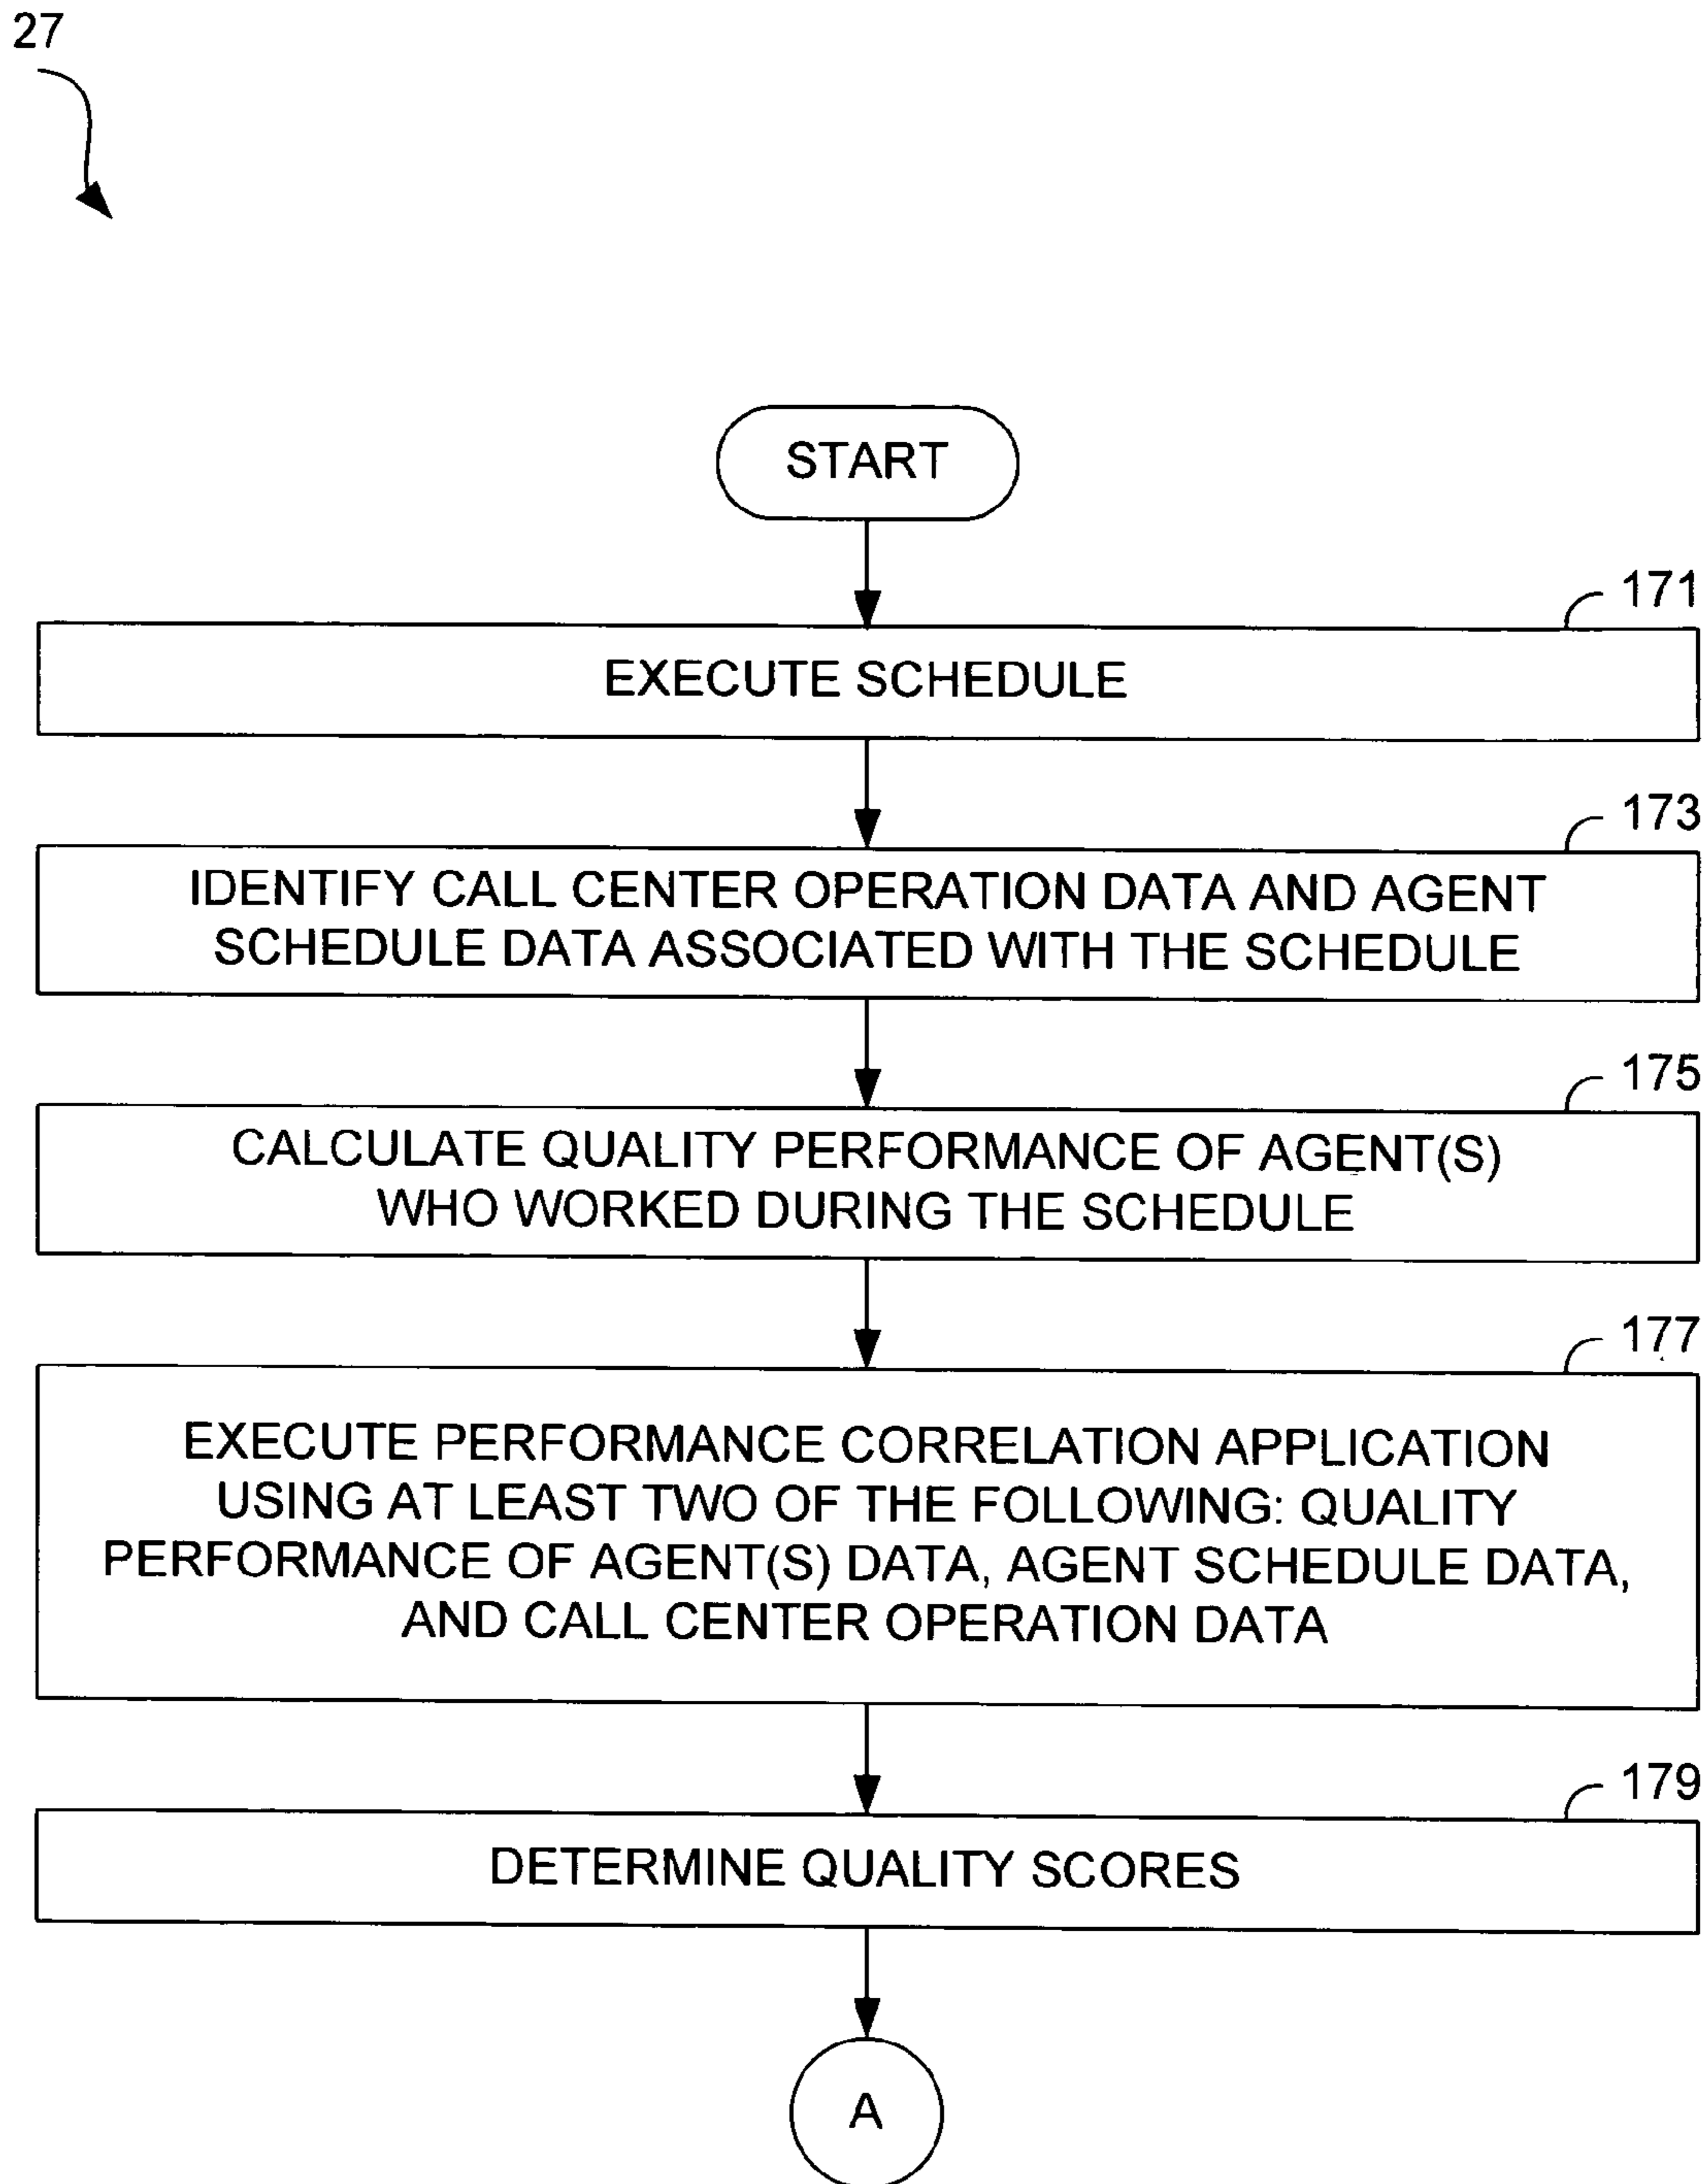 27
START
171
EXECUTE SCHEDULE
173
IDENTIFY CALL CENTER OPERATION DATA AND AGENT
SCHEDULE DATA ASSOCIATED WITH THE SCHEDULE
175
CALCULATE QUALITY PERFORMANCE OF AGENT(S)
WHO WORKED DURING THE SCHEDULE
177
EXECUTE PERFORMANCE CORRELATION APPLICATION
USING AT LEAST TWO OF THE FOLLOWING: QUALITY
PERFORMANCE OF AGENT(S) DATA, AGENT SCHEDULE DATA,
AND CALL CENTER OPERATION DATA
179
DETERMINE QUALITY SCORES
A